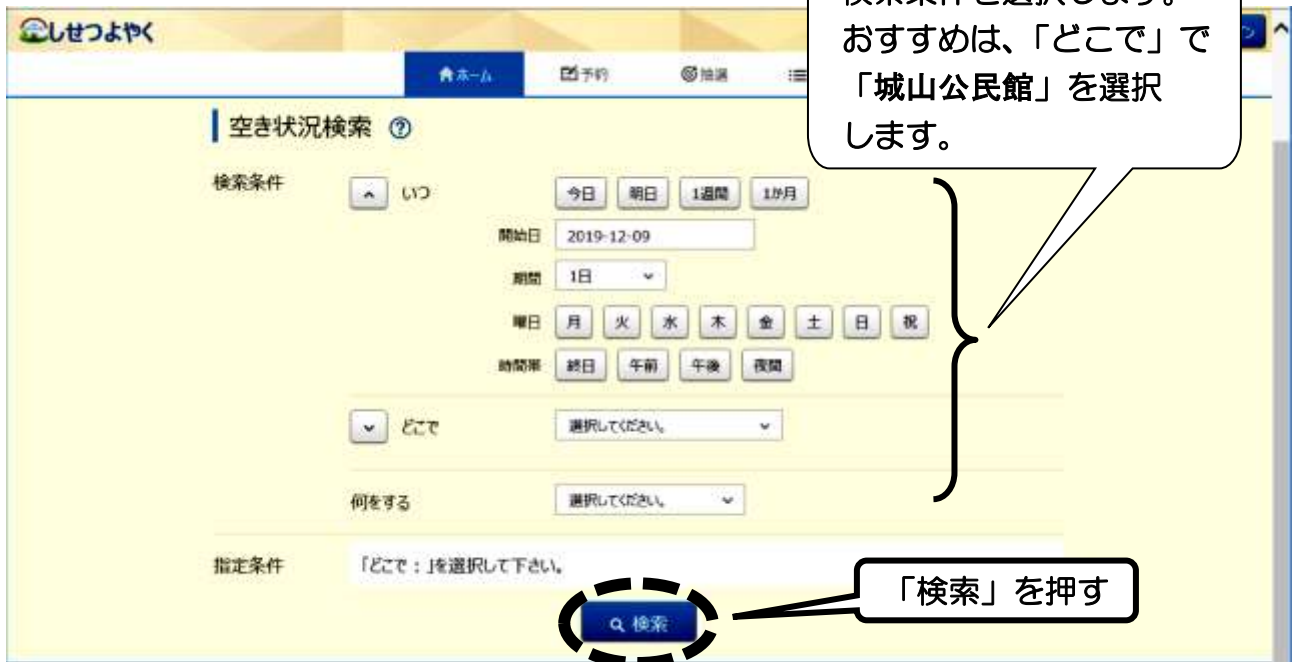 しせつよやく
ホーム 予約 抽選
検索条件を選択します。
おすすめは、「どこで」で
「城山公民館」を選択
します。
空き状況検索 ?
検索条件
いつ 今日 明日 1週間 1か月
開始日 2019-12-09
期間 1日
曜日 月 火 水 木 金 土 日 祝
時間帯 終日 午前 午後 夜間
どこで 選択してください。
何をする 選択してください。
指定条件 「どこで:」を選択して下さい。
「検索」を押す
検索